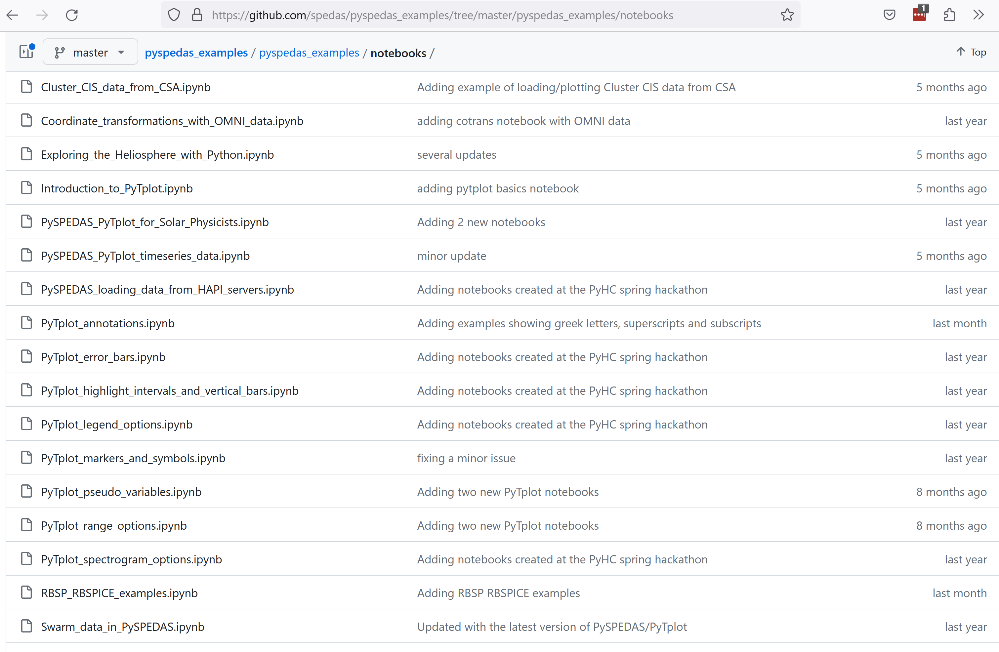 https://github.com/spedas/pyspedas_examples/tree/master/pyspedas_examples/notebooks
1
master pyspedas_examples / pyspedas_examples / notebooks / Top
Cluster_CIS_data_from_CSA.ipynb Adding example of loading/plotting Cluster CIS data from CSA 5 months ago
Coordinate_transformations_with_OMNI_data.ipynb adding cotrans notebook with OMNI data last year
Exploring_the_Heliosphere_with_Python.ipynb several updates 5 months ago
Introduction_to_PyTplot.ipynb adding pytplot basics notebook 5 months ago
PySPEDAS_PyTplot_for_Solar_Physicists.ipynb Adding 2 new notebooks last year
PySPEDAS_PyTplot_timeseries_data.ipynb minor update 5 months ago
PySPEDAS_loading_data_from_HAPI_servers.ipynb Adding notebooks created at the PyHC spring hackathon last year
PyTplot_annotations.ipynb Adding examples showing greek letters, superscripts and subscripts last month
PyTplot_error_bars.ipynb Adding notebooks created at the PyHC spring hackathon last year
PyTplot_highlight_intervals_and_vertical_bars.ipynb Adding notebooks created at the PyHC spring hackathon last year
PyTplot_legend_options.ipynb Adding notebooks created at the PyHC spring hackathon last year
PyTplot_markers_and_symbols.ipynb fixing a minor issue last year
PyTplot_pseudo_variables.ipynb Adding two new PyTplot notebooks 8 months ago
PyTplot_range_options.ipynb Adding two new PyTplot notebooks 8 months ago
PyTplot_spectrogram_options.ipynb Adding notebooks created at the PyHC spring hackathon last year
RBSP_RBSPICE_examples.ipynb Adding RBSP RBSPICE examples last month
Swarm_data_in_PySPEDAS.ipynb Updated with the latest version of PySPEDAS/PyTplot last year